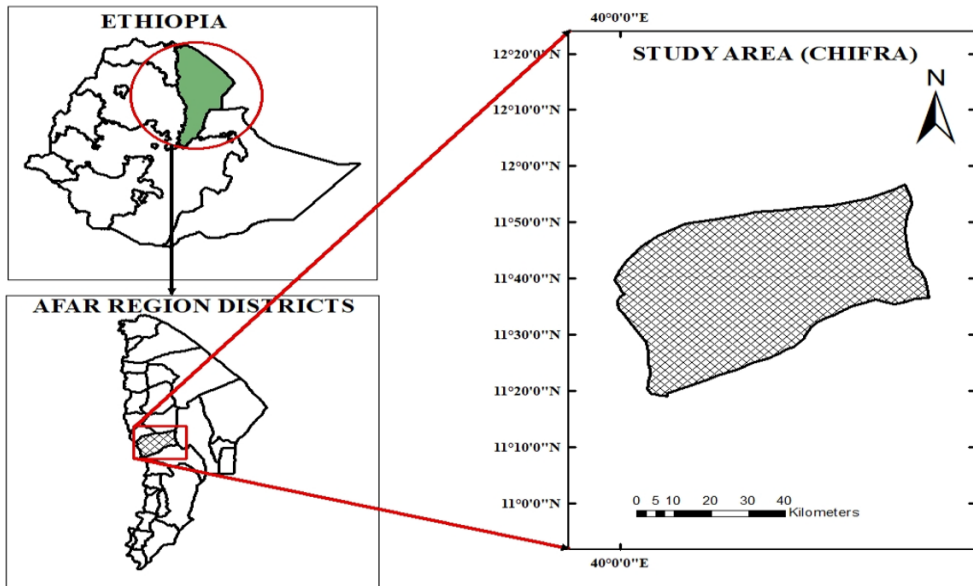 ETHIOPIA
AFAR REGION DISTRICTS
40°0'0"E
STUDY AREA (CHIFRA)
N
12°20'0"N
12°10'0"N
12°0'0"N
11°50'0"N
11°40'0"N
11°30'0"N
11°20'0"N
11°10'0"N
11°0'0"N
0 5 10 20 30 40
Kilometers
40°0'0"E